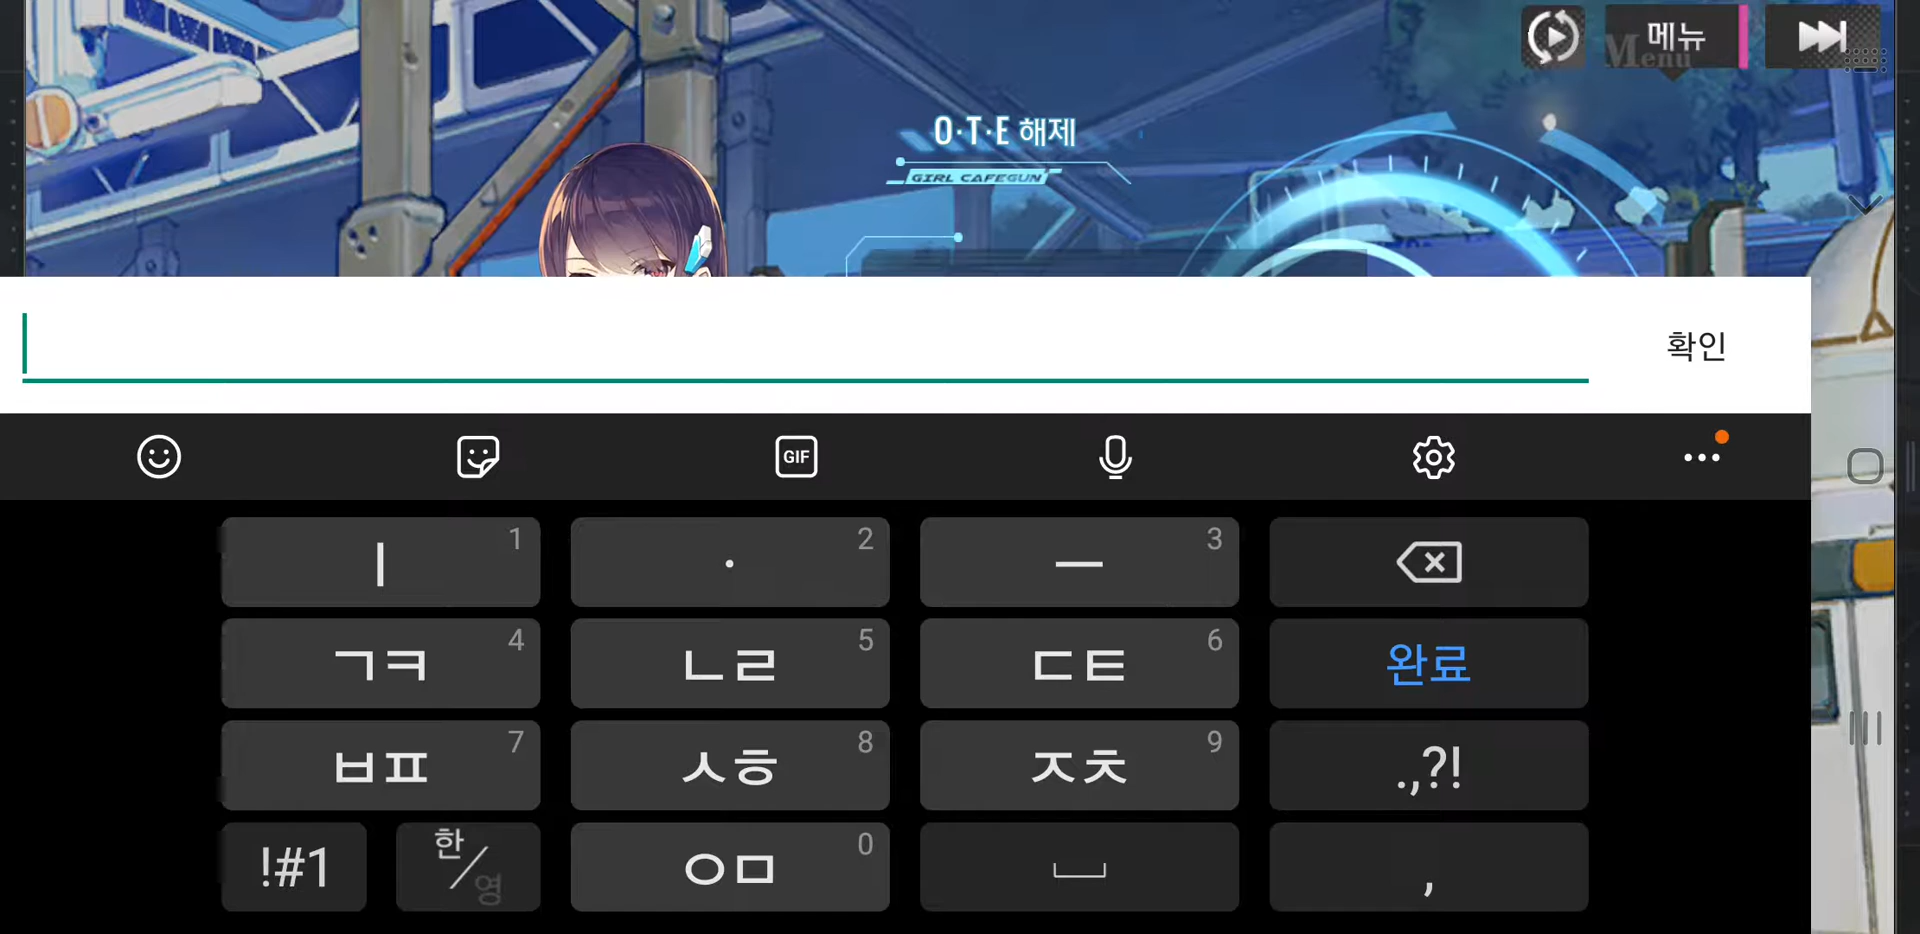 메뉴
Menu
O·T·E 해제
GIRL CAFEGUN
확인
GIF
ㅣ 1
· 2
ㅡ 3
ㄱㅋ 4
ㄴㄹ 5
ㄷㅌ 6
완료
ㅂㅍ 7
ㅅㅎ 8
ㅈㅊ 9
.,?!
!#1
한/영
ㅇㅁ 0
,